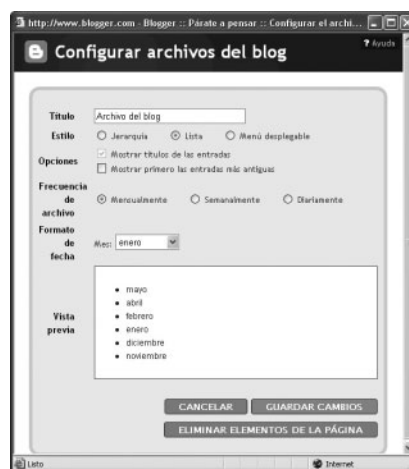 http://www.blogger.com - Blogger :: Párate a pensar :: Configurar el archi...
Configurar archivos del blog
? Ayuda
Título Archivo del blog
Estilo Jerarquía Lista Menú desplegable
Opciones Mostrar títulos de las entradas
Mostrar primero las entradas más antiguas
Frecuencia de archivo Mensualmente Semanalmente Diariamente
Formato de fecha Mes: enero
Vista previa
mayo
abril
febrero
enero
diciembre
noviembre
CANCELAR GUARDAR CAMBIOS
ELIMINAR ELEMENTOS DE LA PÁGINA
Listo Internet